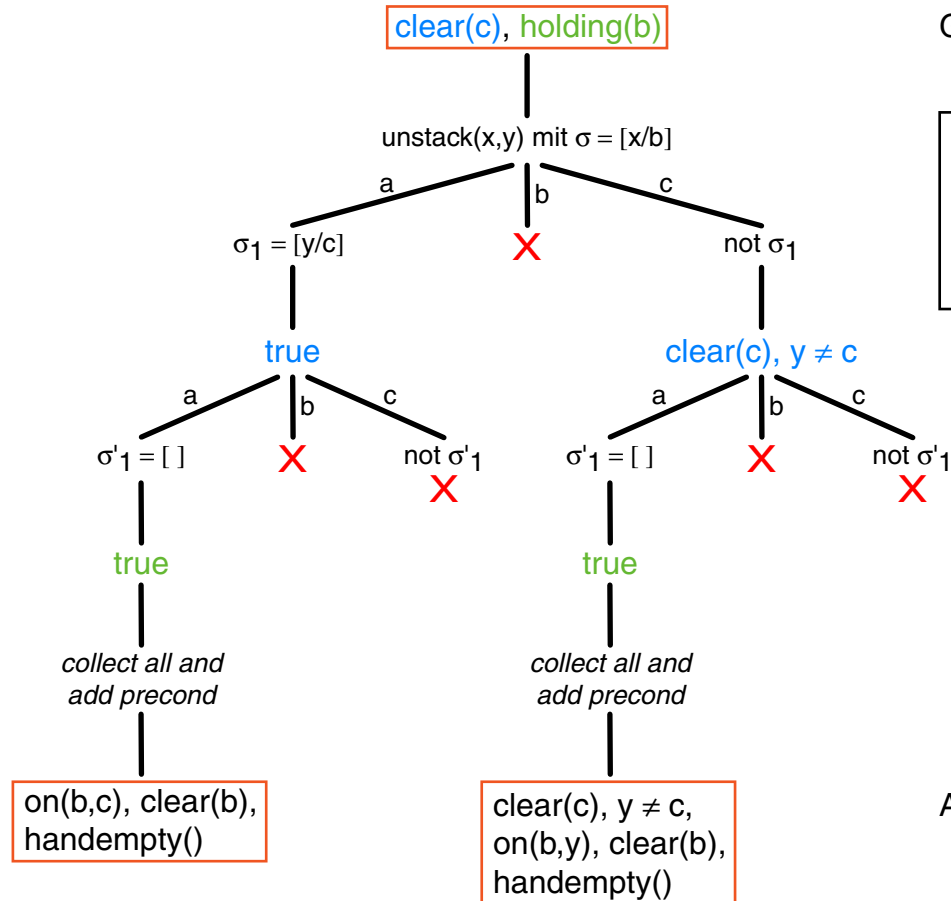 clear(c), holding(b)
unstack(x,y) mit σ = [x/b]
a
b
c
σ1 = [y/c]
X
not σ1
true
clear(c), y ≠ c
a
b
c
a
b
c
σ'1 = [ ]
X
not σ'1
X
σ'1 = [ ]
X
not σ'1
X
true
true
collect all and
add precond
collect all and
add precond
on(b,c), clear(b),
handempty()
clear(c), y ≠ c,
on(b,y), clear(b),
handempty()